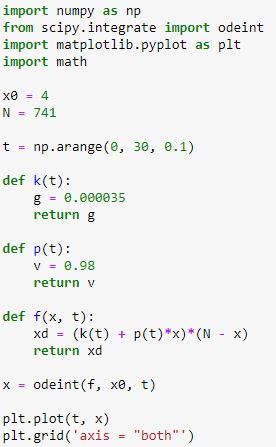 import numpy as np
from scipy.integrate import odeint
import matplotlib.pyplot as plt
import math
x0 = 4
N = 741
t = np.arange(0, 30, 0.1)
def k(t):
    g = 0.000035
    return g
def p(t):
    v = 0.98
    return v
def f(x, t):
    xd = (k(t) + p(t)*x)*(N - x)
    return xd
x = odeint(f, x0, t)
plt.plot(t, x)
plt.grid('axis = "both"')